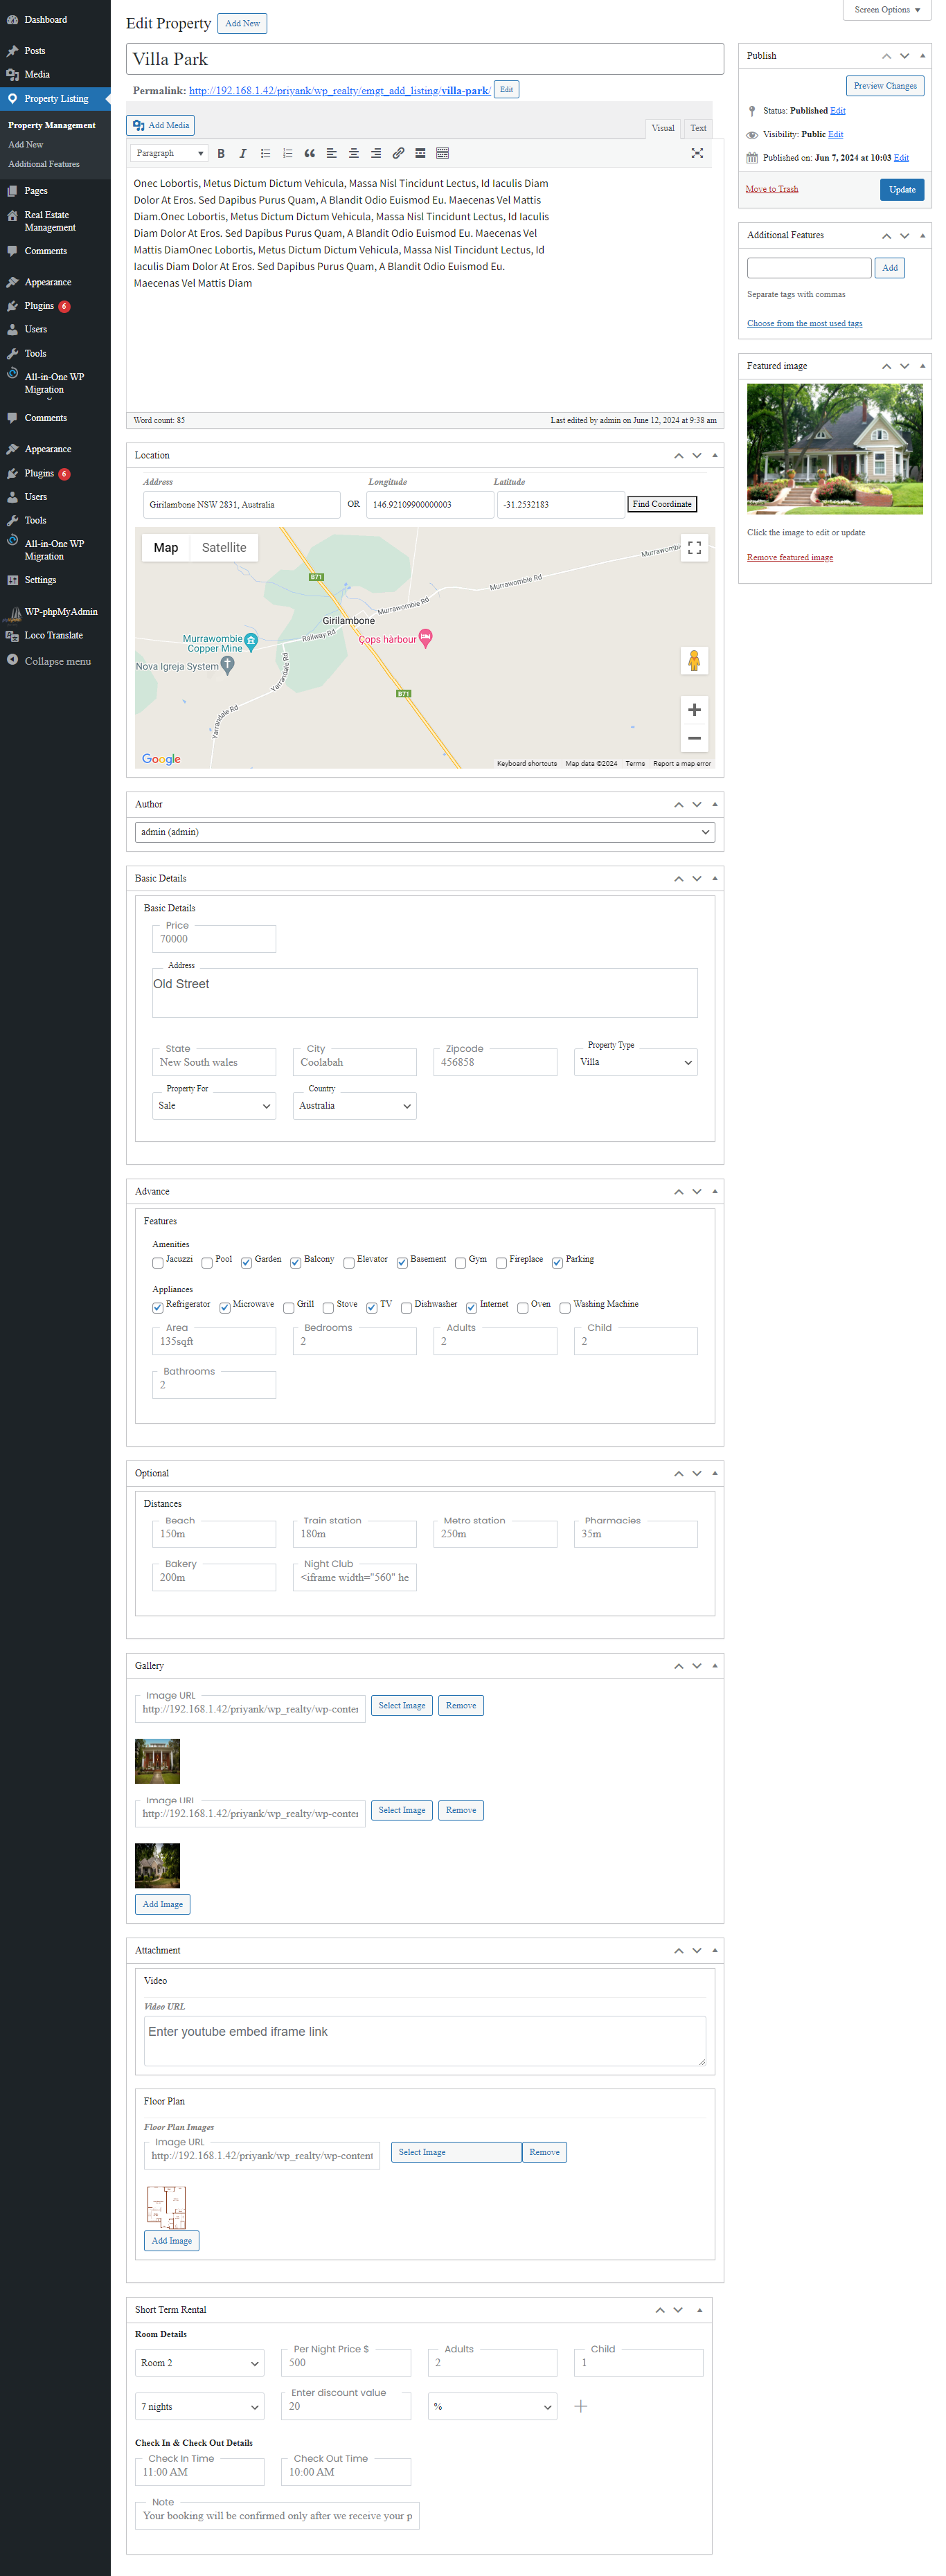 Dashboard
Posts
Media
Property Listing
Property Management
Add New
Additional Features
Pages
Real Estate
Management
Comments
Appearance
Plugins 6
Users
Tools
All-in-One WP
Migration
Comments
Appearance
Plugins 6
Users
Tools
All-in-One WP
Migration
Settings
WP-phpMyAdmin
Loco Translate
Collapse menu
Screen Options
Edit Property Add New
Villa Park
Permalink: http://192.168.1.42/priyank/wp_realty/emgt_add_listing/villa-park/ Edit
Add Media
Visual Text
Paragraph B I
Onec Lobortis, Metus Dictum Dictum Vehicula, Massa Nisl Tincidunt Lectus, Id Iaculis Diam
Dolor At Eros. Sed Dapibus Purus Quam, A Blandit Odio Euismod Eu. Maecenas Vel Mattis
Diam.Onec Lobortis, Metus Dictum Dictum Vehicula, Massa Nisl Tincidunt Lectus, Id Iaculis
Diam Dolor At Eros. Sed Dapibus Purus Quam, A Blandit Odio Euismod Eu. Maecenas Vel
Mattis DiamOnec Lobortis, Metus Dictum Dictum Vehicula, Massa Nisl Tincidunt Lectus, Id
Iaculis Diam Dolor At Eros. Sed Dapibus Purus Quam, A Blandit Odio Euismod Eu.
Maecenas Vel Mattis Diam
Word count: 85 Last edited by admin on June 12, 2024 at 9:38 am
Location
Address Longitude Latitude
Girilambone NSW 2831, Australia OR 146.92109900000003 -31.2532183 Find Coordinate
Map Satellite
Murrawombie
B71
Murrawombie Rd
Murrawombie Rd
Girilambone
Railway Rd
Murrawombie
Copper Mine
Cops harbour
Nova Igreja System
Yarrandale Rd
B71
Yarrandale Rd
Google
Keyboard shortcuts Map data ©2024 Terms Report a map error
Author
admin (admin)
Basic Details
Basic Details
Price
70000
Address
Old Street
State City Zipcode Property Type
New South wales Coolabah 456858 Villa
Property For Country
Sale Australia
Advance
Features
Amenities
Jacuzzi Pool Garden Balcony Elevator Basement Gym Fireplace Parking
Appliances
Refrigerator Microwave Grill Stove TV Dishwasher Internet Oven Washing Machine
Area Bedrooms Adults Child
135sqft 2 2 2
Bathrooms
2
Optional
Distances
Beach Train station Metro station Pharmacies
150m 180m 250m 35m
Bakery Night Club
200m <iframe width="560" he
Gallery
Image URL
http://192.168.1.42/priyank/wp_realty/wp-conter Select Image Remove
Image URL
http://192.168.1.42/priyank/wp_realty/wp-conter Select Image Remove
Add Image
Attachment
Video
Video URL
Enter youtube embed iframe link
Floor Plan
Floor Plan Images
Image URL
http://192.168.1.42/priyank/wp_realty/wp-content Select Image Remove
Add Image
Short Term Rental
Room Details
Per Night Price $ Adults Child
Room 2 500 2 1
Enter discount value
7 nights 20 %
Check In & Check Out Details
Check In Time Check Out Time
11:00 AM 10:00 AM
Note
Your booking will be confirmed only after we receive your p
Publish
Preview Changes
Status: Published Edit
Visibility: Public Edit
Published on: Jun 7, 2024 at 10:03 Edit
Move to Trash Update
Additional Features
Add
Separate tags with commas
Choose from the most used tags
Featured image
Click the image to edit or update
Remove featured image